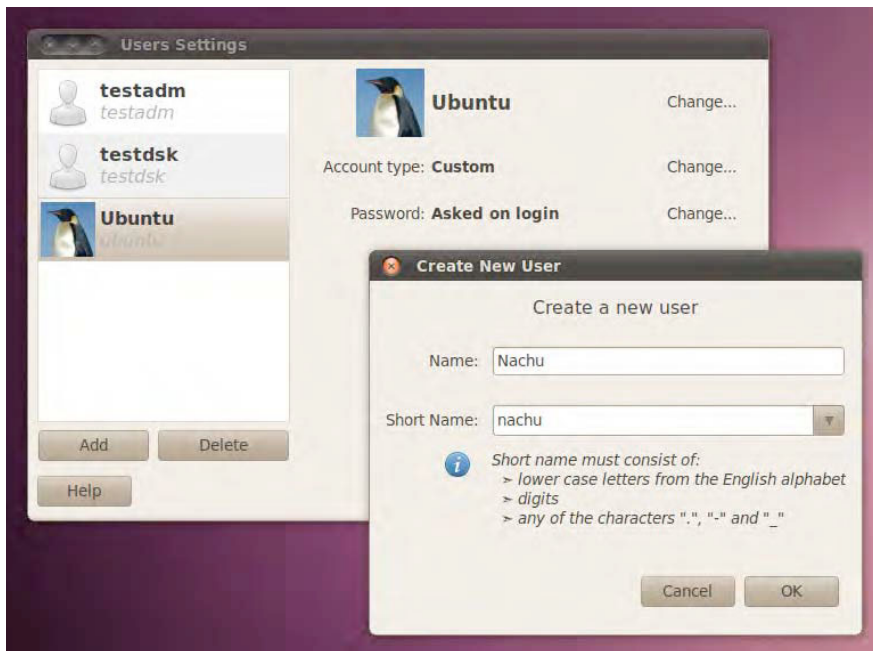 Users Settings
testadm
testadm
testdsk
testdsk
Ubuntu
ubuntu
Ubuntu Change...
Account type: Custom Change...
Password: Asked on login Change...
Add Delete
Help
Create New User
Create a new user
Name: Nachu
Short Name: nachu
Short name must consist of:
➢ lower case letters from the English alphabet
➢ digits
➢ any of the characters ".", "-" and "_"
Cancel OK